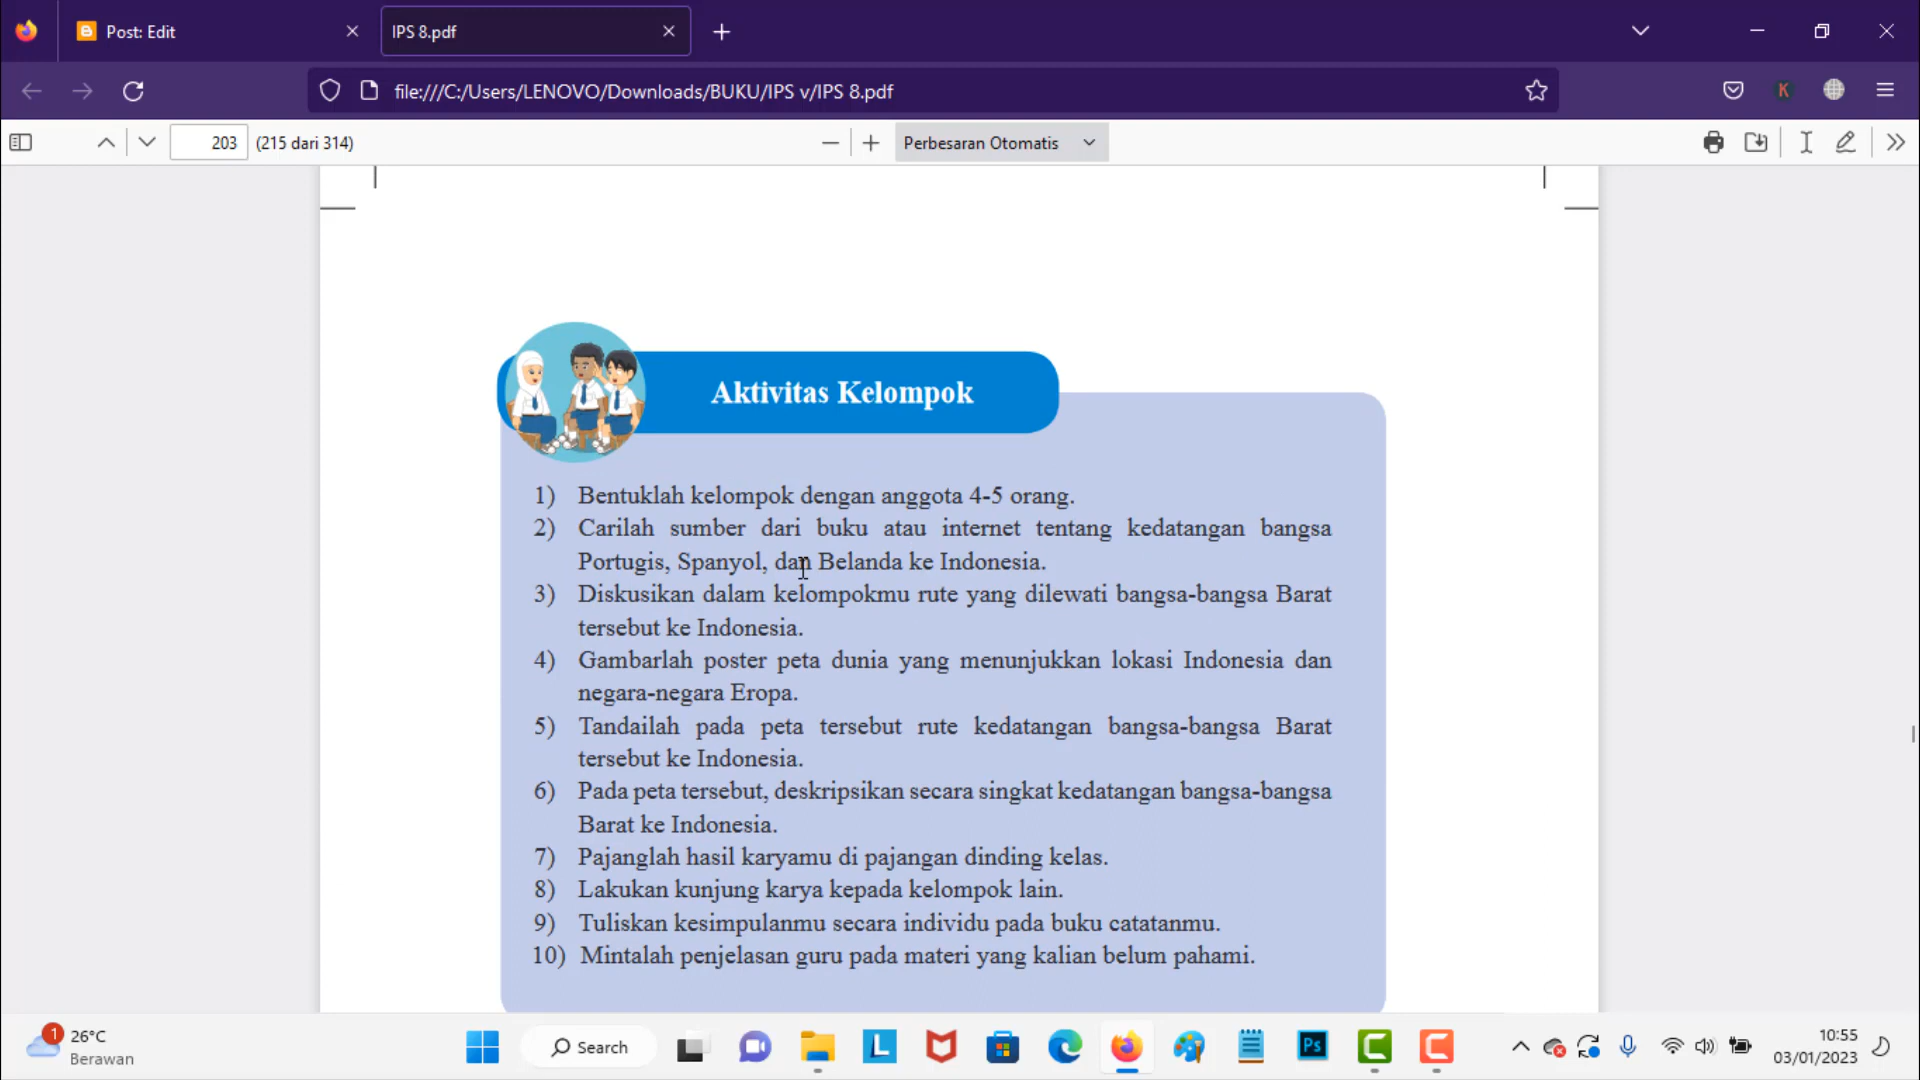 Post: Edit
IPS 8.pdf
file:///C:/Users/LENOVO/Downloads/BUKU/IPS v/IPS 8.pdf
K
203
(215 dari 314)
Perbesaran Otomatis
Aktivitas Kelompok
1) Bentuklah kelompok dengan anggota 4-5 orang.
2) Carilah sumber dari buku atau internet tentang kedatangan bangsa
Portugis, Spanyol, dan Belanda ke Indonesia.
3) Diskusikan dalam kelompokmu rute yang dilewati bangsa-bangsa Barat
tersebut ke Indonesia.
4) Gambarlah poster peta dunia yang menunjukkan lokasi Indonesia dan
negara-negara Eropa.
5) Tandailah pada peta tersebut rute kedatangan bangsa-bangsa Barat
tersebut ke Indonesia.
6) Pada peta tersebut, deskripsikan secara singkat kedatangan bangsa-bangsa
Barat ke Indonesia.
7) Pajanglah hasil karyamu di pajangan dinding kelas.
8) Lakukan kunjung karya kepada kelompok lain.
9) Tuliskan kesimpulanmu secara individu pada buku catatanmu.
10) Mintalah penjelasan guru pada materi yang kalian belum pahami.
1
26°C
Berawan
Search
L
Ps
10:55
03/01/2023